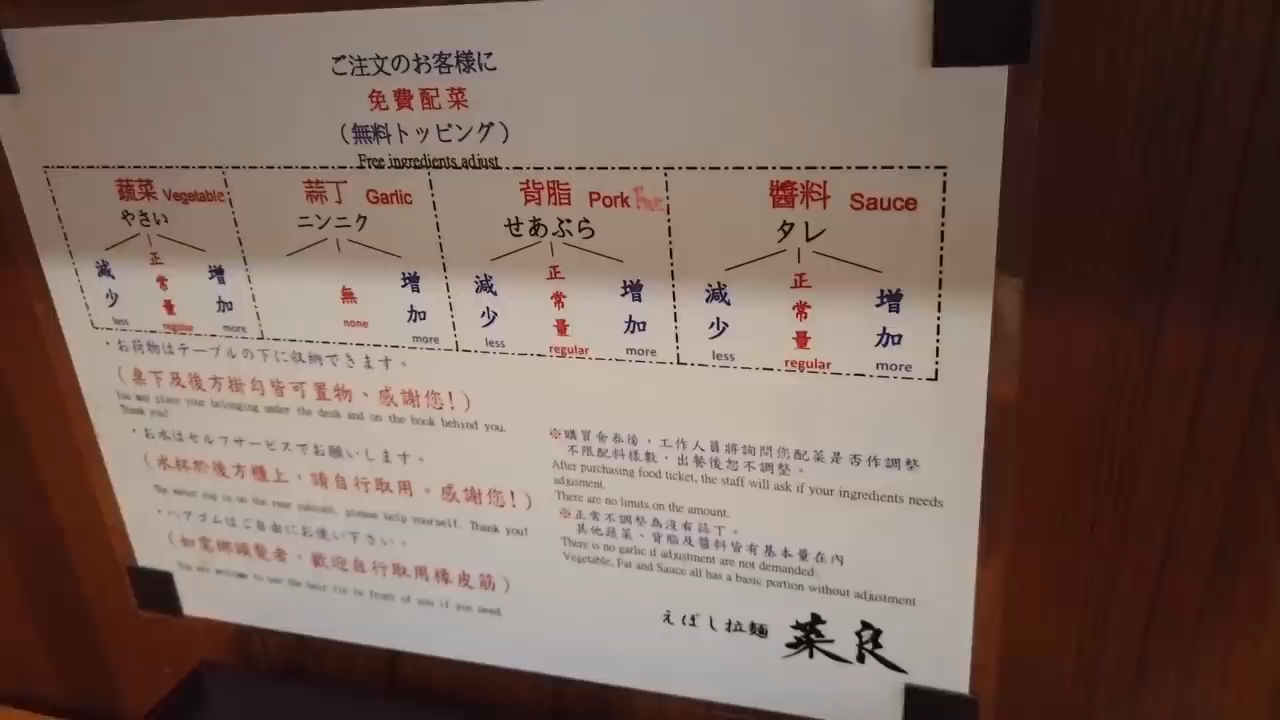 ご注文のお客様に
免費配菜
（無料トッピング）
Free ingredients adjust
蔬菜 Vegetable
やさい
減少 less
正常量 regular
增加 more
蒜丁 Garlic
ニンニク
無 none
增加 more
背脂 Pork
せあぶら
減少 less
正常量 regular
增加 more
醬料 Sauce
タレ
減少 less
正常量 regular
增加 more
・お荷物はテーブルの下に収納できます。
（桌下及後方掛勾皆可置物、感謝您!）
You may place your belonging under the desk and on the hook behind you.
Thank you!
・お水はセルフサービスでお願いします。
（水杯於後方櫃上，請自行取用。感謝您!）
The water cup is on the rear cabinet, please help yourself. Thank you!
・ヘアゴムはご自由にお使い下さい。
（如需綁頭髮者，歡迎自行取用橡皮筋）
You are welcome to use the hair tie in front of you if you need.
※購買食券後，工作人員將詢問您配菜是否作調整
不限配料樣數，出餐後恕不調整。
After purchasing food ticket, the staff will ask if your ingredients needs
adjusment.
There are no limits on the amount.
※正常不調整為沒有蒜丁。
其他蔬菜、背脂及醬料皆有基本量在內
There is no garlic if adjustment are not demanded.
Vegetable, Fat and Sauce all has a basic portion without adjustment
えぼし拉麵 菜良